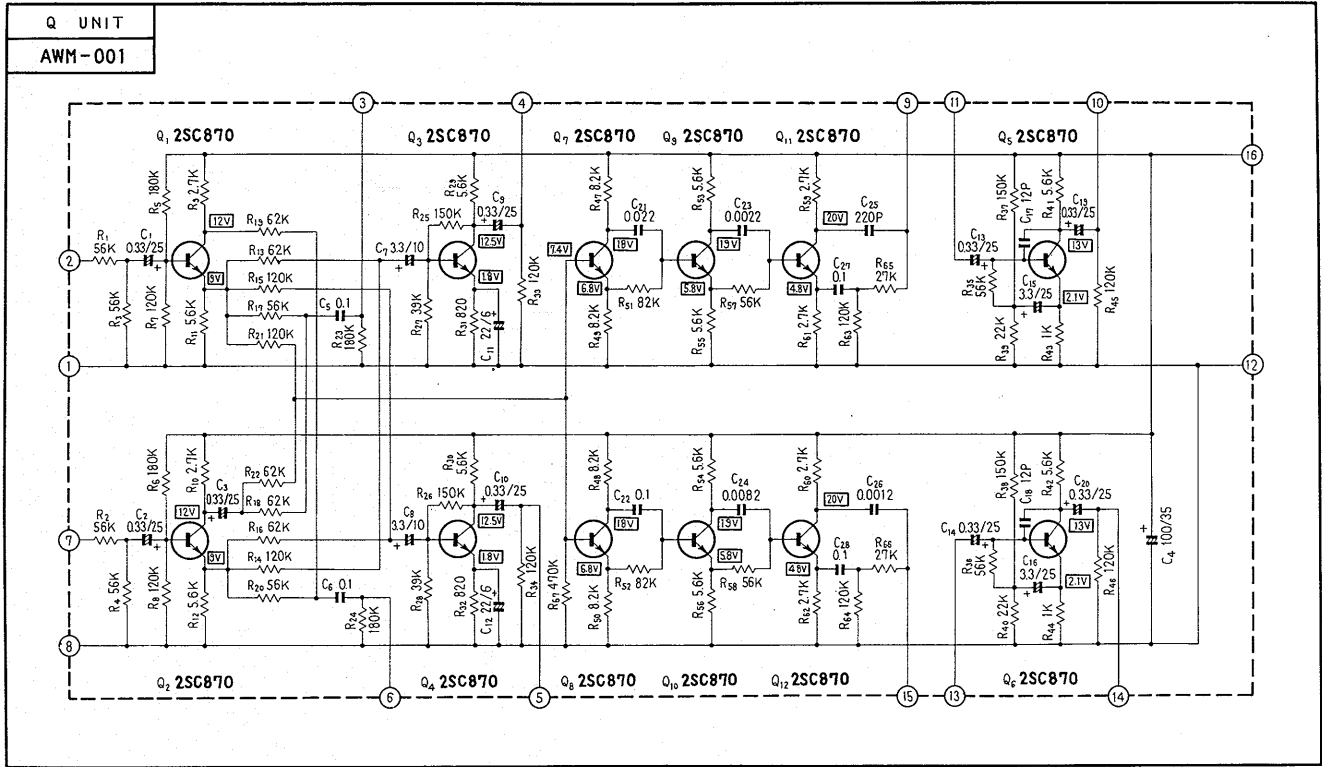 Q UNIT
AWM-001
3
4
9
11
10
Q1 2SC870
Q3 2SC870
Q7 2SC870
Q9 2SC870
Q11 2SC870
Q5 2SC870
16
R5 180K
R9 2.7K
R29 5.6K
R47 8.2K
R53 5.6K
R59 2.7K
R37 150K
C17 12P
R41 5.6K
C9
0.33/25
C21
0.0022
C23
0.0022
C25
220P
C19
0.33/25
12V
R19 62K
R25 150K
R1
56K
C1
0.33/25
R13 62K
C7 3.3/10
12.5V
7.4V
18V
19V
20V
C13
0.33/25
13V
2
R15 120K
9V
1.8V
6.8V
5.8V
4.8V
C27
0.1
R65
27K
C15
3.3/25
2.1V
R3 56K
R7 120K
R11 5.6K
R17 56K
C5 0.1
R21 120K
R23
180K
R27 39K
R31 820
C11 22/6
R33 120K
R51 82K
R49 8.2K
R57 56K
R55 5.6K
R61 2.7K
R63 120K
R35
56K
R39 22K
R43 1K
R45 120K
1
12
R6 180K
R10 2.7K
R22 62K
R30 5.6K
R48 8.2K
R54 5.6K
R60 2.7K
R38 150K
C18 12P
R42 5.6K
C3
0.33/25
R18 62K
R26 150K
C10
0.33/25
C22 0.1
C24
0.0082
C26
0.0012
C20
0.33/25
R2
56K
C2
0.33/25
12V
R16 62K
C8
3.3/10
12.5V
18V
19V
20V
C14 0.33/25
13V
7
9V
R14 120K
1.8V
6.8V
5.8V
4.8V
C28
0.1
R66
27K
C16
3.3/25
2.1V
C4 100/35
R4 56K
R8 120K
R12 5.6K
R20 56K
C6 0.1
R24
180K
R28 39K
R32 820
C12 22/6
R34 120K
R67 470K
R52 82K
R50 8.2K
R58 56K
R56 5.6K
R62 2.7K
R64 120K
R36
56K
R40 22K
R44 1K
R46 120K
8
Q2 2SC870
Q4 2SC870
Q8 2SC870
Q10 2SC870
Q12 2SC870
Q6 2SC870
6
5
15
13
14